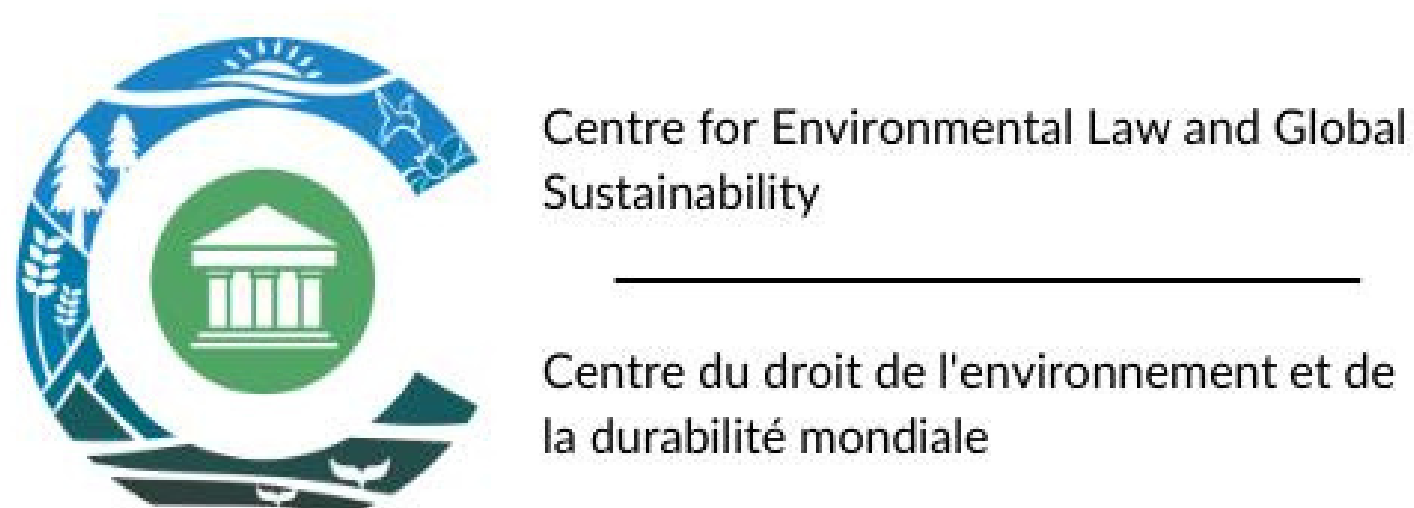 Centre for Environmental Law and Global
Sustainability
Centre du droit de l'environnement et de
la durabilité mondiale